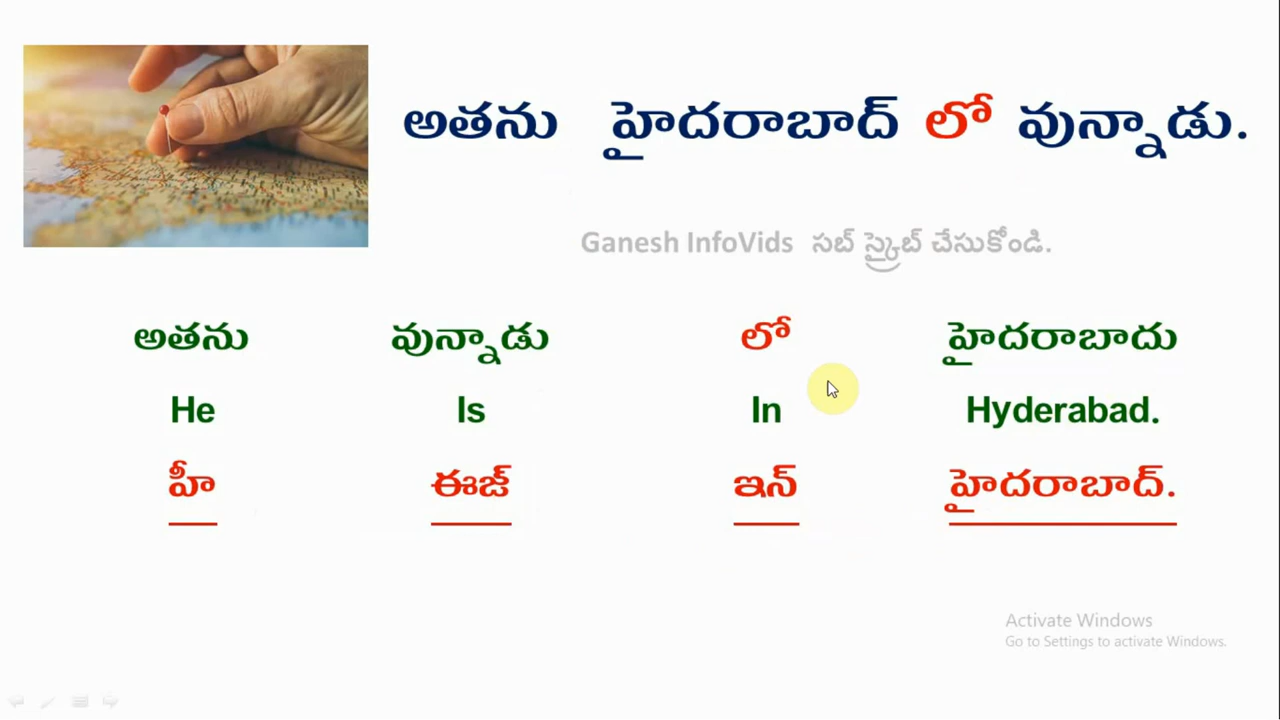 అతను హైదరాబాద్ లో వున్నాడు.
Ganesh InfoVids సబ్ స్క్రైబ్ చేసుకోండి.
అతను వున్నాడు లో హైదరాబాదు
He Is In Hyderabad.
హీ ఈజ్ ఇన్ హైదరాబాద్.
Activate Windows
Go to Settings to activate Windows.